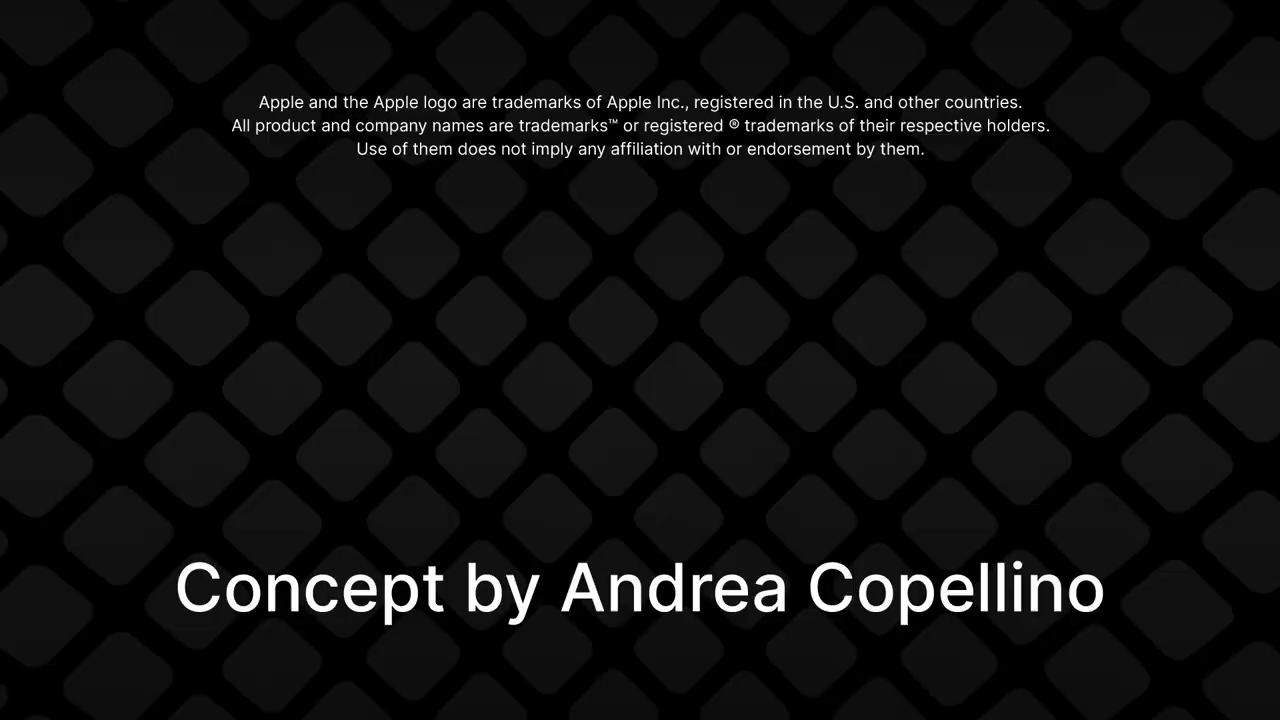 Apple and the Apple logo are trademarks of Apple Inc., registered in the U.S. and other countries.
All product and company names are trademarks™ or registered ® trademarks of their respective holders.
Use of them does not imply any affiliation with or endorsement by them.
Concept by Andrea Copellino